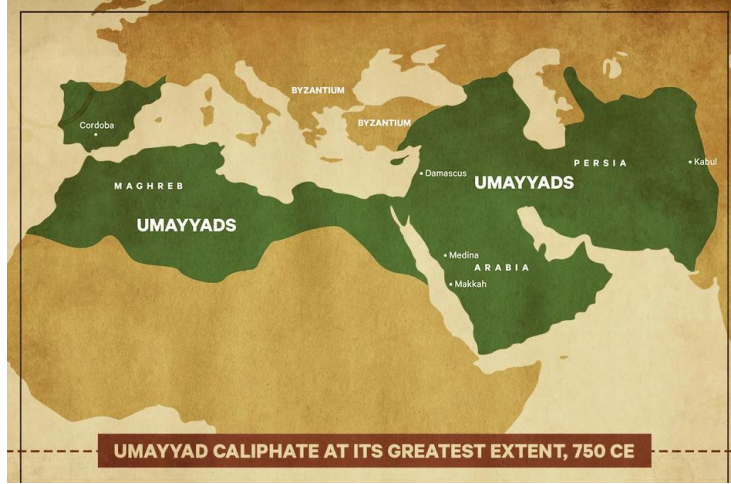 BYZANTIUM
BYZANTIUM
Cordoba
PERSIA
Kabul
Damascus
UMAYYADS
MAGHREB
UMAYYADS
Medina
ARABIA
Makkah
UMAYYAD CALIPHATE AT ITS GREATEST EXTENT, 750 CE